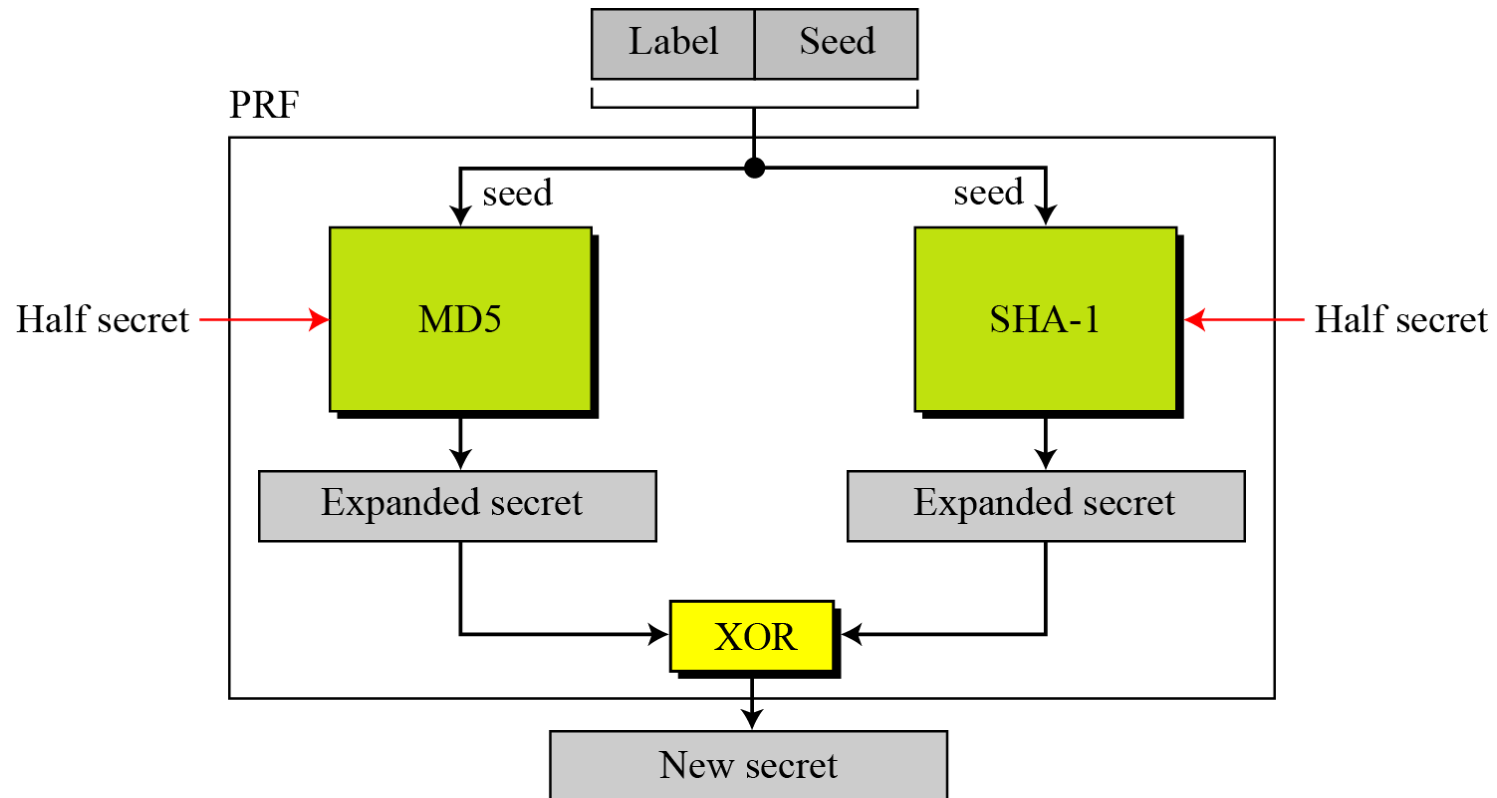 Label Seed
PRF
seed seed
Half secret MD5 SHA-1 Half secret
Expanded secret Expanded secret
XOR
New secret